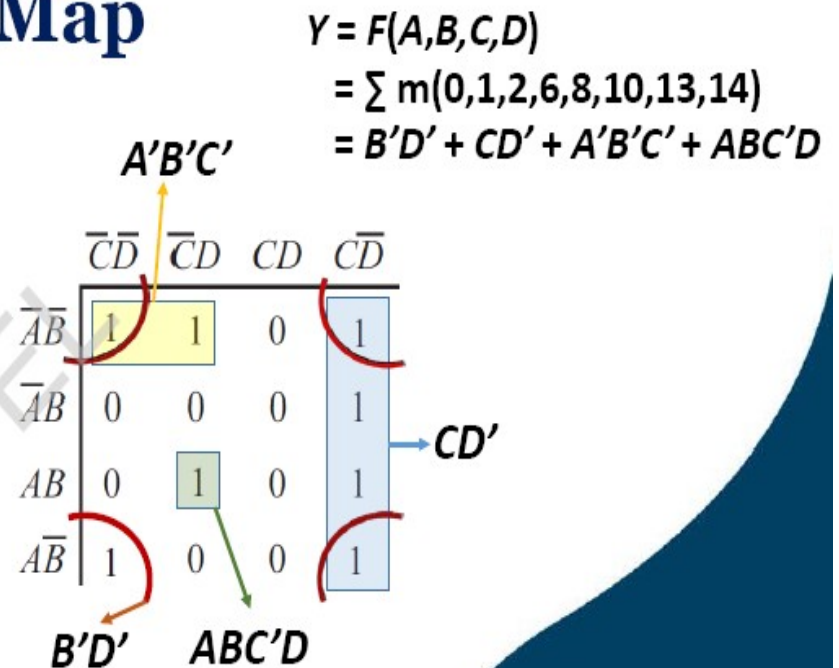 Map
Y = F(A,B,C,D)
= ∑ m(0,1,2,6,8,10,13,14)
= B'D' + CD' + A'B'C' + ABC'D
A'B'C'
C̅D̅ C̅D CD CD̅
A̅B̅ 1 1 0 1
A̅B 0 0 0 1
CD'
AB 0 1 0 1
AB̅ 1 0 0 1
B'D' ABC'D